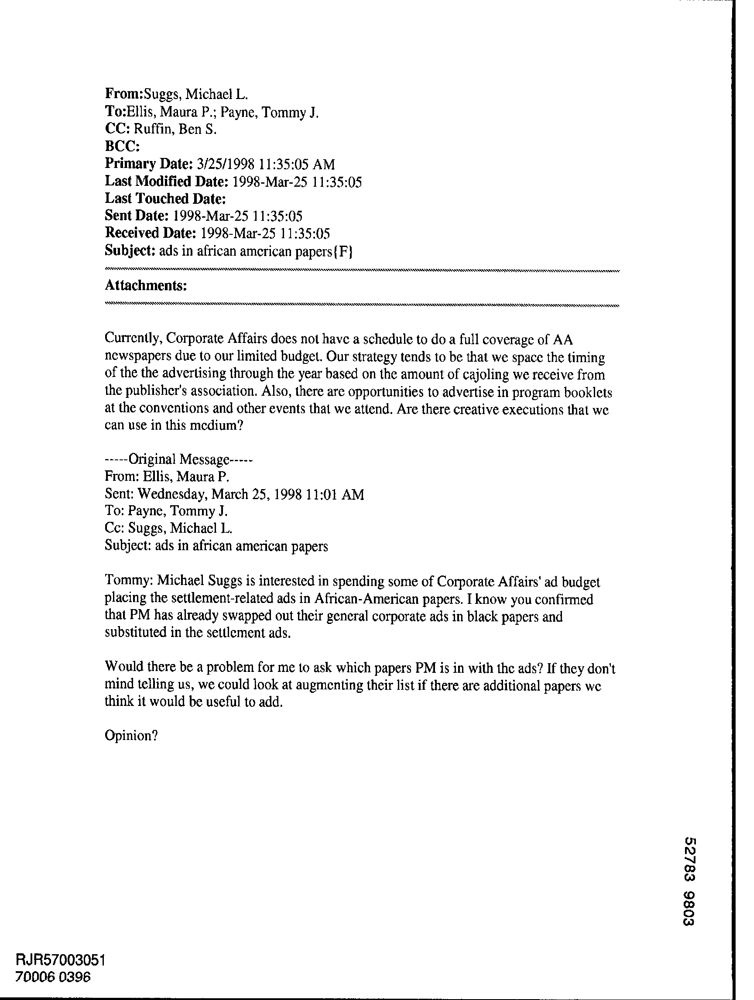 From:Suggs, Michael L.
To:Ellis, Maura P.; Payne, Tommy J.
CC: Ruffin, Ben S.
BCC:
Primary Date: 3/25/1998 11:35:05 AM
Last Modified Date: 1998-Mar-25 11:35:05
Last Touched Date:
Sent Date: 1998-Mar-25 11:35:05
Received Date: 1998-Mar-25 11:35:05
Subject: ads in african american papers{F}
Attachments:
Currently, Corporate Affairs does not have a schedule to do a full coverage of AA
newspapers due to our limited budget. Our strategy tends to be that we space the timing
of the the advertising through the year based on the amount of cajoling we receive from
the publisher's association. Also, there are opportunities to advertise in program booklets
at the conventions and other events that we attend. Are there creative executions that we
can use in this medium?
-----Original Message-----
From: Ellis, Maura P.
Sent: Wednesday, March 25, 1998 11:01 AM
To: Payne, Tommy J.
Cc: Suggs, Michael L.
Subject: ads in african american papers
Tommy: Michael Suggs is interested in spending some of Corporate Affairs' ad budget
placing the settlement-related ads in African-American papers. I know you confirmed
that PM has already swapped out their general corporate ads in black papers and
substituted in the settlement ads.
Would there be a problem for me to ask which papers PM is in with the ads? If they don't
mind telling us, we could look at augmenting their list if there are additional papers we
think it would be useful to add.
Opinion?
52783 9803
RJR57003051
70006 0396